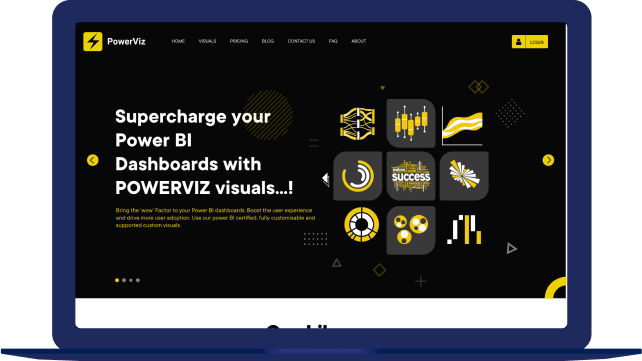 PowerViz
HOME VISUALS PRICING BLOG CONTACT US FAQ ABOUT
LOGIN
Supercharge your
Power BI
Dashboards with
POWERVIZ visuals...!
Bring the 'wow' Factor to your Power BI dashboards. Boost the user experience
and drive more user adoption. Use our power BI certified, fully customisable and
supported custom visuals.
success